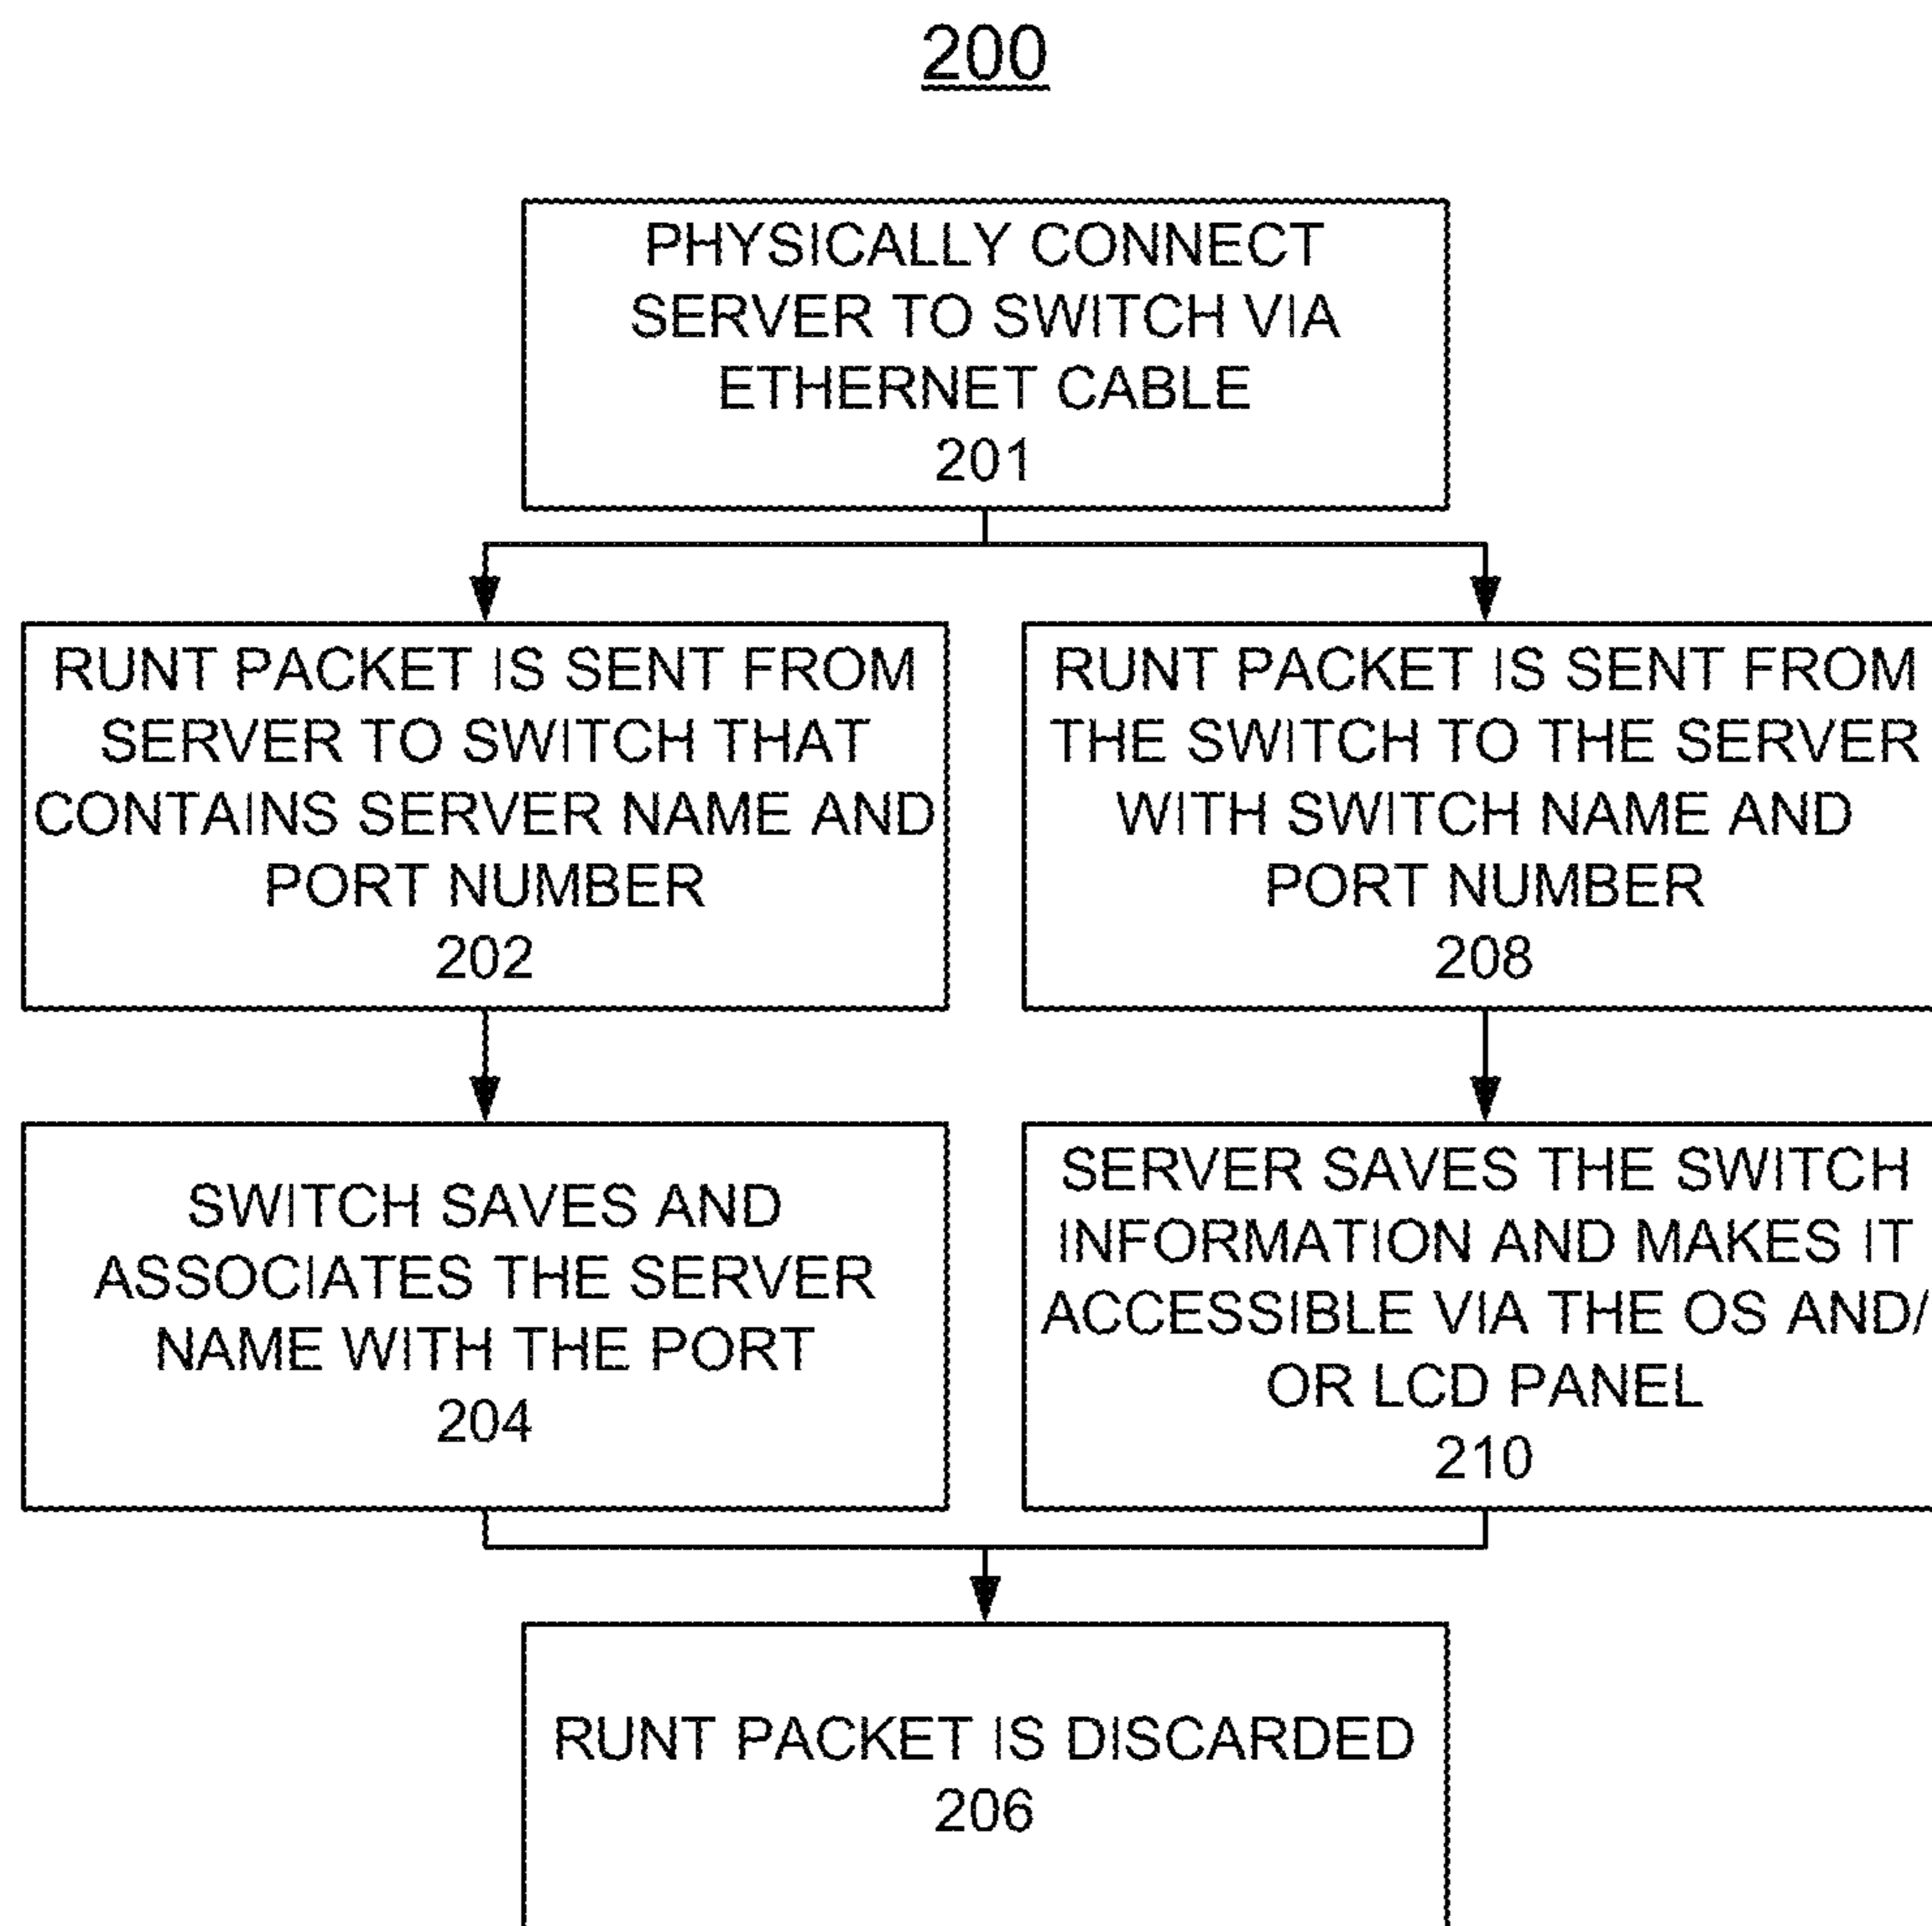 200
PHYSICALLY CONNECT
SERVER TO SWITCH VIA
ETHERNET CABLE
201
RUNT PACKET IS SENT FROM
SERVER TO SWITCH THAT
CONTAINS SERVER NAME AND
PORT NUMBER
202
RUNT PACKET IS SENT FROM
THE SWITCH TO THE SERVER
WITH SWITCH NAME AND
PORT NUMBER
208
SWITCH SAVES AND
ASSOCIATES THE SERVER
NAME WITH THE PORT
204
SERVER SAVES THE SWITCH
INFORMATION AND MAKES IT
ACCESSIBLE VIA THE OS AND/
OR LCD PANEL
210
RUNT PACKET IS DISCARDED
206